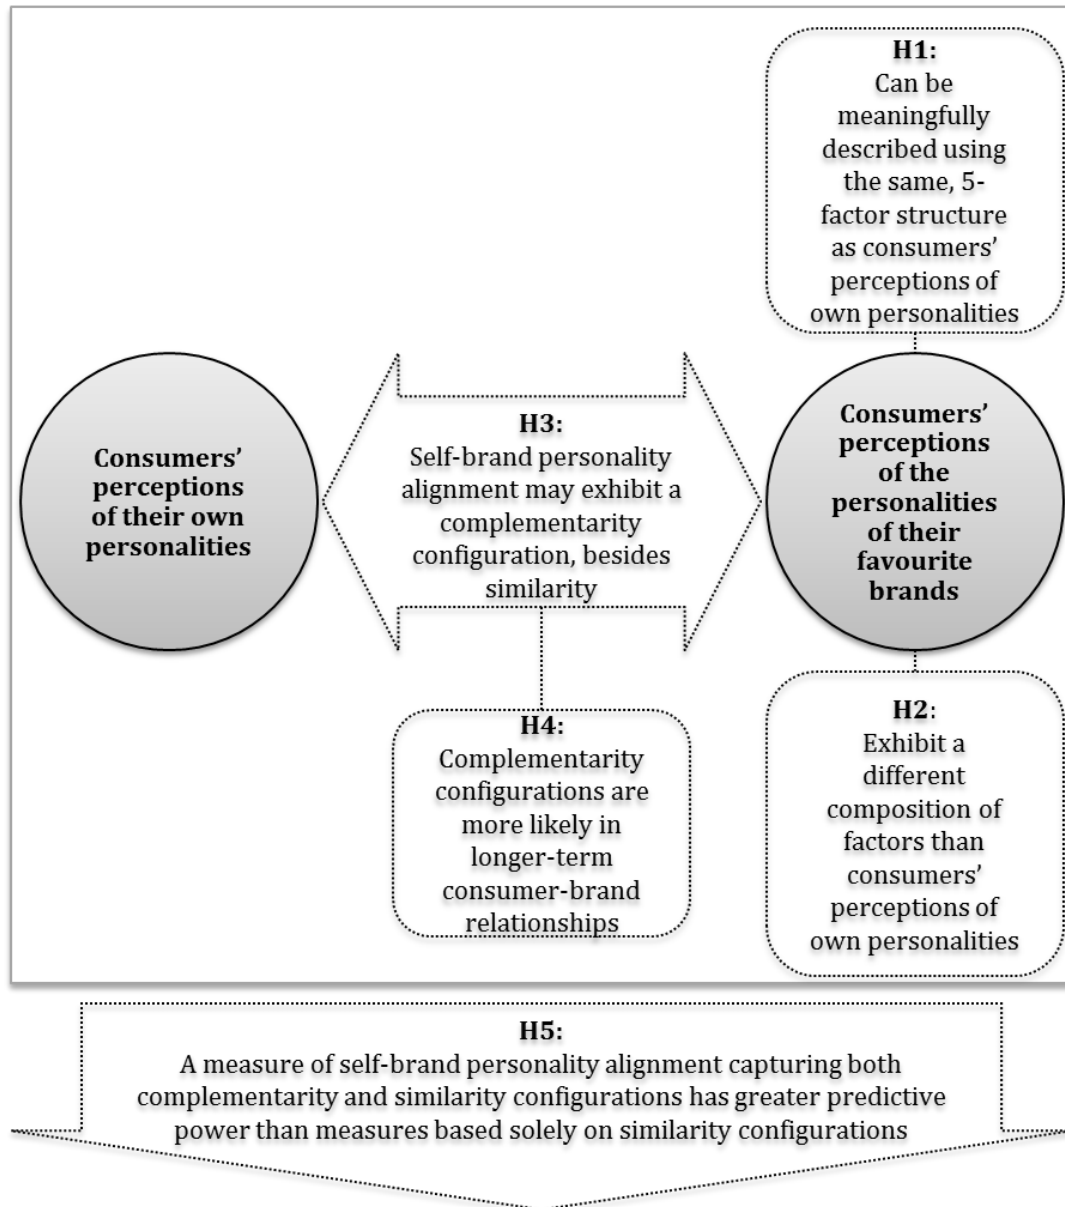 H1:
Can be
meaningfully
described using
the same, 5-
factor structure
as consumers’
perceptions of
own personalities
Consumers’
perceptions
of their own
personalities
H3:
Self-brand personality
alignment may exhibit a
complementarity
configuration, besides
similarity
Consumers’
perceptions
of the
personalities
of their
favourite
brands
H4:
Complementarity
configurations are
more likely in
longer-term
consumer-brand
relationships
H2:
Exhibit a
different
composition of
factors than
consumers’
perceptions of
own personalities
H5:
A measure of self-brand personality alignment capturing both
complementarity and similarity configurations has greater predictive
power than measures based solely on similarity configurations